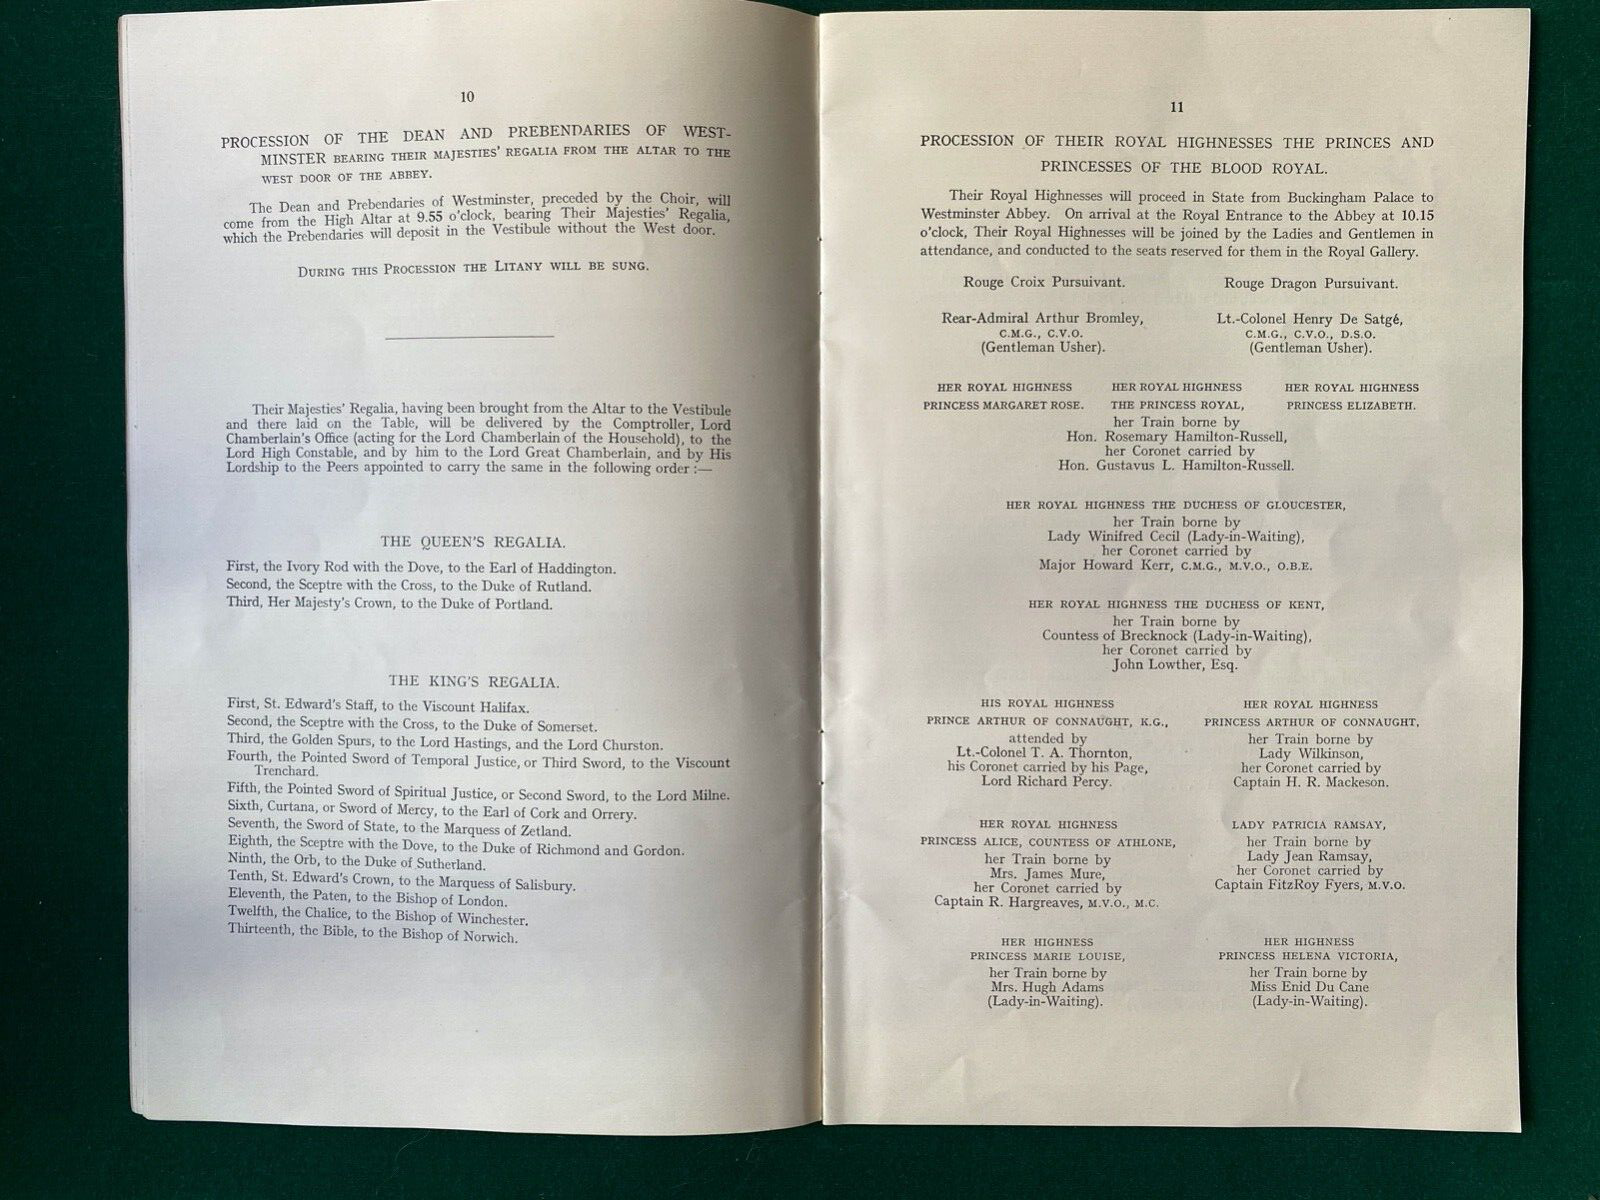 10
PROCESSION OF THE DEAN AND PREBENDARIES OF WEST-
MINSTER BEARING THEIR MAJESTIES' REGALIA FROM THE ALTAR TO THE
WEST DOOR OF THE ABBEY.
The Dean and Prebendaries of Westminster, preceded by the Choir, will
come from the High Altar at 9.55 o'clock, bearing Their Majesties' Regalia,
which the Prebendaries will deposit in the Vestibule without the West door.
DURING THIS PROCESSION THE LITANY WILL BE SUNG.
Their Majesties' Regalia, having been brought from the Altar to the Vestibule
and there laid on the Table, will be delivered by the Comptroller, Lord
Chamberlain's Office (acting for the Lord Chamberlain of the Household), to the
Lord High Constable, and by him to the Lord Great Chamberlain, and by His
Lordship to the Peers appointed to carry the same in the following order :—
THE QUEEN'S REGALIA.
First, the Ivory Rod with the Dove, to the Earl of Haddington.
Second, the Sceptre with the Cross, to the Duke of Rutland.
Third, Her Majesty's Crown, to the Duke of Portland.
THE KING'S REGALIA.
First, St. Edward's Staff, to the Viscount Halifax.
Second, the Sceptre with the Cross, to the Duke of Somerset.
Third, the Golden Spurs, to the Lord Hastings, and the Lord Churston.
Fourth, the Pointed Sword of Temporal Justice, or Third Sword, to the Viscount
Trenchard.
Fifth, the Pointed Sword of Spiritual Justice, or Second Sword, to the Lord Milne.
Sixth, Curtana, or Sword of Mercy, to the Earl of Cork and Orrery.
Seventh, the Sword of State, to the Marquess of Zetland.
Eighth, the Sceptre with the Dove, to the Duke of Richmond and Gordon.
Ninth, the Orb, to the Duke of Sutherland.
Tenth, St. Edward's Crown, to the Marquess of Salisbury.
Eleventh, the Paten, to the Bishop of London.
Twelfth, the Chalice, to the Bishop of Winchester.
Thirteenth, the Bible, to the Bishop of Norwich.
11
PROCESSION OF THEIR ROYAL HIGHNESSES THE PRINCES AND
PRINCESSES OF THE BLOOD ROYAL.
Their Royal Highnesses will proceed in State from Buckingham Palace to
Westminster Abbey. On arrival at the Royal Entrance to the Abbey at 10.15
o'clock, Their Royal Highnesses will be joined by the Ladies and Gentlemen in
attendance, and conducted to the seats reserved for them in the Royal Gallery.
Rouge Croix Pursuivant.
Rouge Dragon Pursuivant.
Rear-Admiral Arthur Bromley,
C.M.G., C.V.O.
(Gentleman Usher).
Lt.-Colonel Henry De Satgé,
C.M.G., C.V.O., D.S.O.
(Gentleman Usher).
HER ROYAL HIGHNESS
PRINCESS MARGARET ROSE.
HER ROYAL HIGHNESS
THE PRINCESS ROYAL,
her Train borne by
Hon. Rosemary Hamilton-Russell,
her Coronet carried by
Hon. Gustavus L. Hamilton-Russell.
HER ROYAL HIGHNESS
PRINCESS ELIZABETH.
HER ROYAL HIGHNESS THE DUCHESS OF GLOUCESTER,
her Train borne by
Lady Winifred Cecil (Lady-in-Waiting),
her Coronet carried by
Major Howard Kerr, C.M.G., M.V.O., O.B.E.
HER ROYAL HIGHNESS THE DUCHESS OF KENT,
her Train borne by
Countess of Brecknock (Lady-in-Waiting),
her Coronet carried by
John Lowther, Esq.
HIS ROYAL HIGHNESS
PRINCE ARTHUR OF CONNAUGHT, K.G.,
attended by
Lt.-Colonel T. A. Thornton,
his Coronet carried by his Page,
Lord Richard Percy.
HER ROYAL HIGHNESS
PRINCESS ARTHUR OF CONNAUGHT,
her Train borne by
Lady Wilkinson,
her Coronet carried by
Captain H. R. Mackeson.
HER ROYAL HIGHNESS
PRINCESS ALICE, COUNTESS OF ATHLONE,
her Train borne by
Mrs. James Mure,
her Coronet carried by
Captain R. Hargreaves, M.V.O., M.C.
LADY PATRICIA RAMSAY,
her Train borne by
Lady Jean Ramsay,
her Coronet carried by
Captain FitzRoy Fyers, M.V.O.
HER HIGHNESS
PRINCESS MARIE LOUISE,
her Train borne by
Mrs. Hugh Adams
(Lady-in-Waiting).
HER HIGHNESS
PRINCESS HELENA VICTORIA,
her Train borne by
Miss Enid Du Cane
(Lady-in-Waiting).